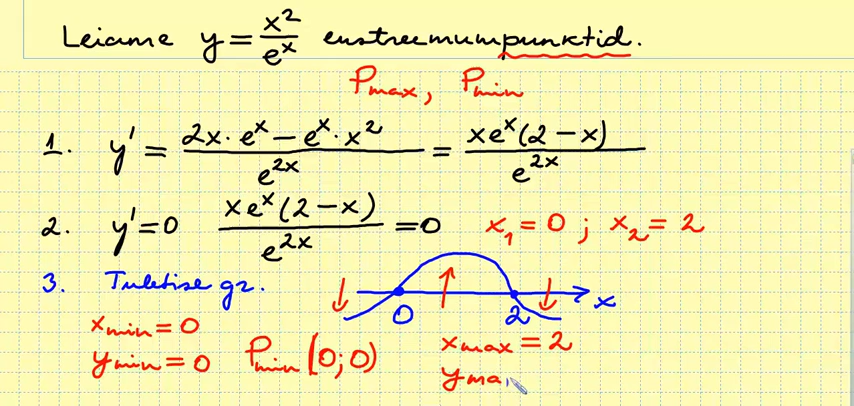 Leiame y = x²/eˣ ekstreemumpunktid.
Pmax, Pmin
1. y' = (2x · eˣ − eˣ · x²)/e²ˣ = xeˣ(2 − x)/e²ˣ
2. y' = 0 xeˣ(2 − x)/e²ˣ = 0 x₁ = 0 ; x₂ = 2
3. Tuletise gr.
0 2 x
xmin = 0
ymin = 0 Pmin (0; 0)
xmax = 2
yma